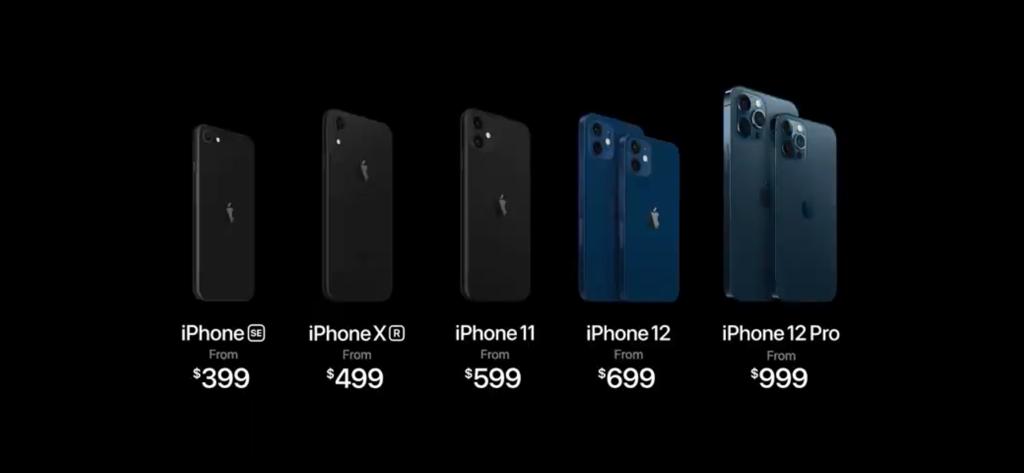 iPhone SE
From
$399
iPhone XR
From
$499
iPhone 11
From
$599
iPhone 12
From
$699
iPhone 12 Pro
From
$999